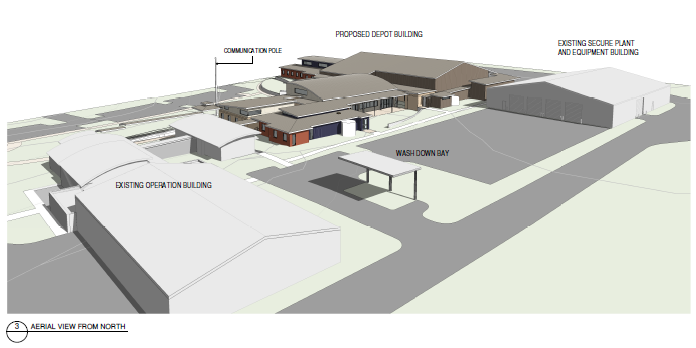 PROPOSED DEPOT BUILDING
EXISTING SECURE PLANT
AND EQUIPMENT BUILDING
COMMUNICATION POLE
WASH DOWN BAY
EXISTING OPERATION BUILDING
3 AERIAL VIEW FROM NORTH